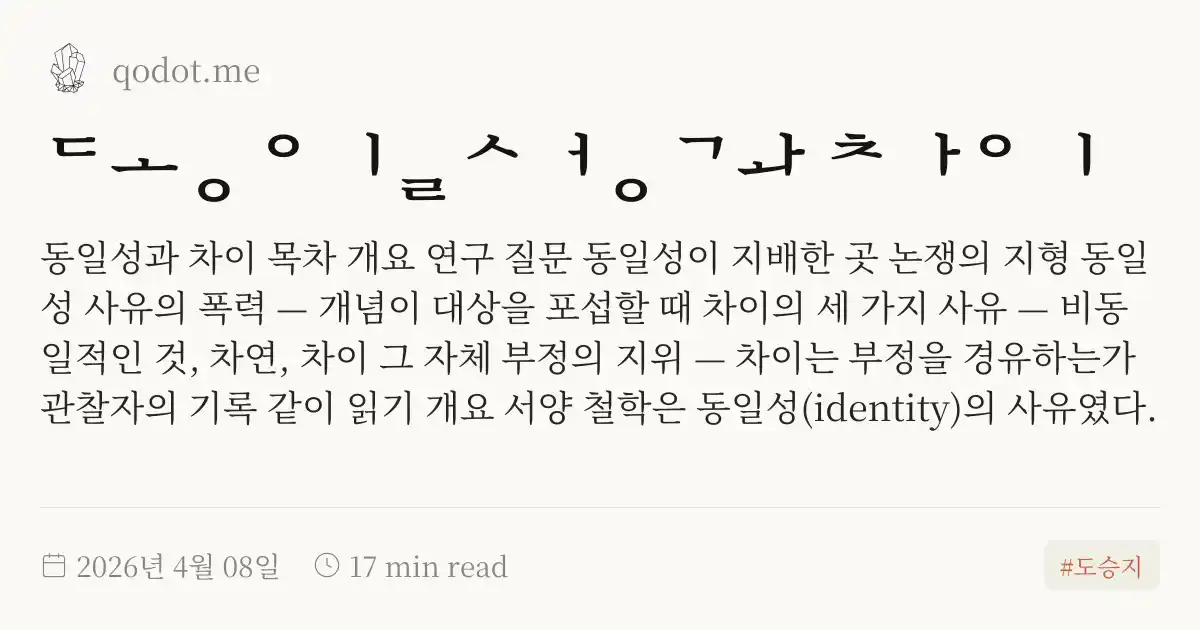 qodot.me
동일성과 차이
동일성과 차이 목차 개요 연구 질문 동일성이 지배한 곳 논쟁의 지형 동일
성 사유의 폭력 — 개념이 대상을 포섭할 때 차이의 세 가지 사유 — 비동
일적인 것, 차연, 차이 그 자체 부정의 지위 — 차이는 부정을 경유하는가
관찰자의 기록 같이 읽기 개요 서양 철학은 동일성(identity)의 사유였다.
2026년 4월 08일 17 min read
#도승지